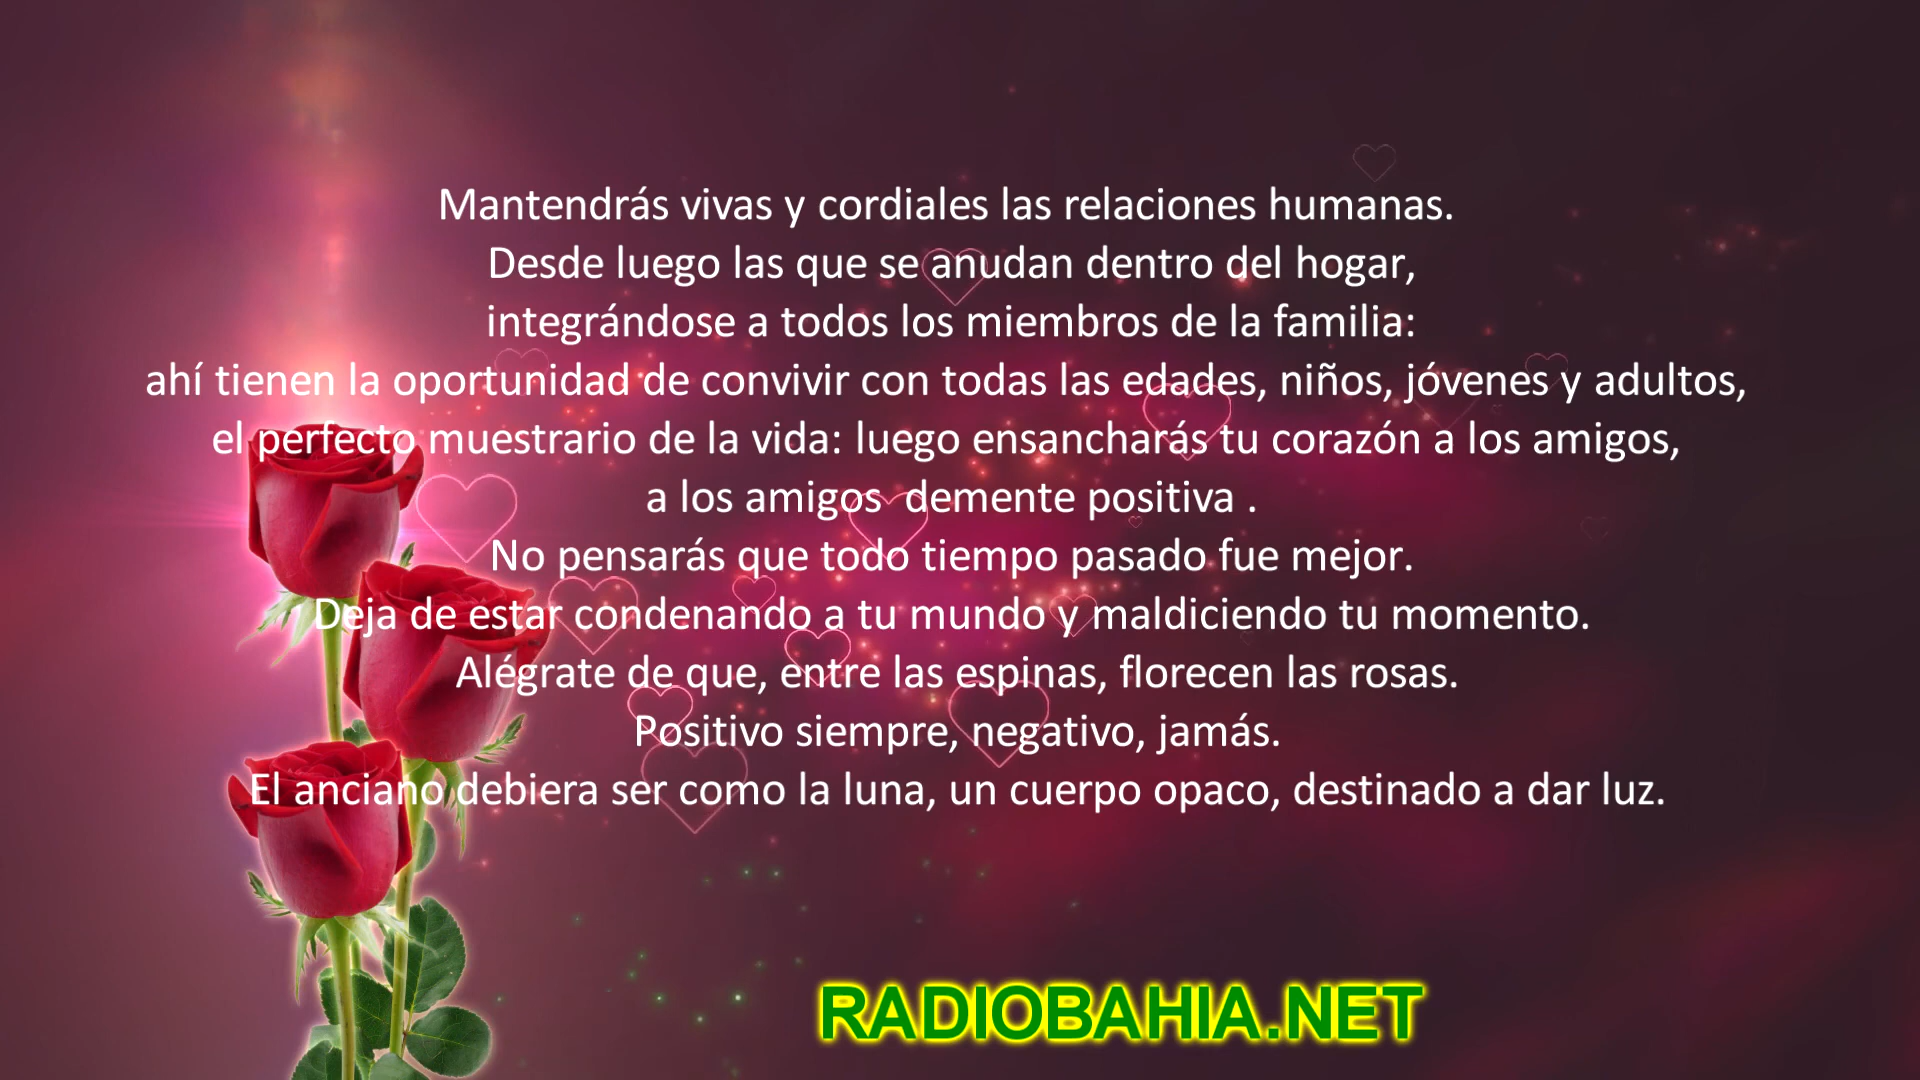 Mantendrás vivas y cordiales las relaciones humanas.
Desde luego las que se anudan dentro del hogar,
integrándose a todos los miembros de la familia:
ahí tienen la oportunidad de convivir con todas las edades, niños, jóvenes y adultos,
el perfecto muestrario de la vida: luego ensancharás tu corazón a los amigos,
a los amigos  demente positiva .
No pensarás que todo tiempo pasado fue mejor.
Deja de estar condenando a tu mundo y maldiciendo tu momento.
Alégrate de que, entre las espinas, florecen las rosas.
Positivo siempre, negativo, jamás.
El anciano debiera ser como la luna, un cuerpo opaco, destinado a dar luz.
RADIOBAHIA.NET